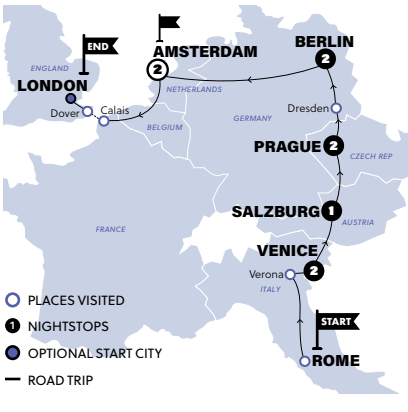 BERLIN
2
END
AMSTERDAM
2
ENGLAND
LONDON
NETHERLANDS
Dover
Calais
Dresden
BELGIUM
GERMANY
PRAGUE
2
CZECH REP
SALZBURG
1
AUSTRIA
FRANCE
VENICE
2
Verona
ITALY
PLACES VISITED
1 NIGHTSTOPS
START
OPTIONAL START CITY
ROME
ROAD TRIP